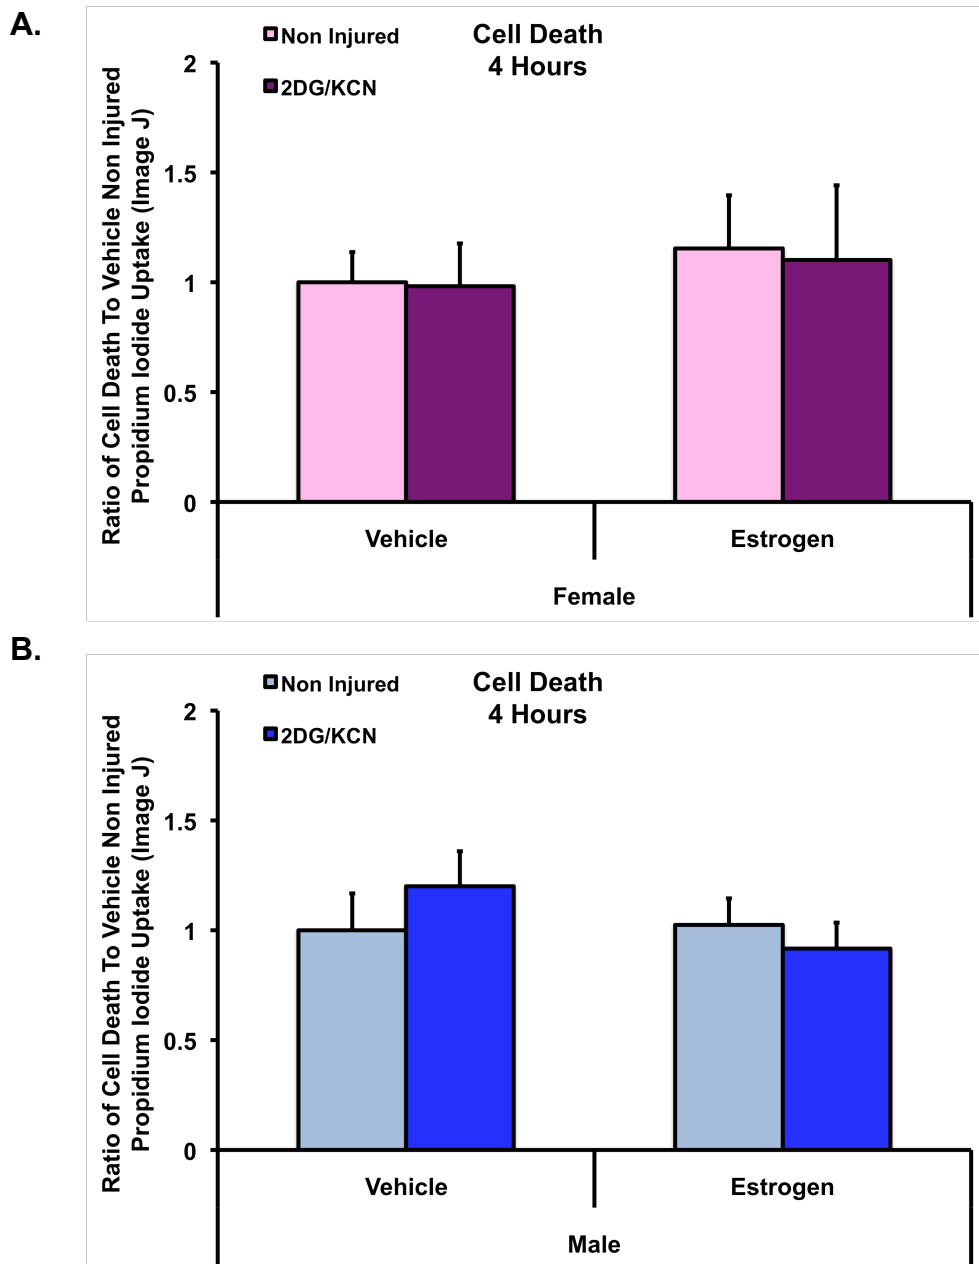 A.
Non Injured
2DG/KCN
Cell Death
4 Hours
Ratio of Cell Death To Vehicle Non Injured
Propidium Iodide Uptake (Image J)
2
1.5
1
0.5
0
Vehicle
Estrogen
Female
B.
Non Injured
2DG/KCN
Cell Death
4 Hours
Ratio of Cell Death To Vehicle Non Injured
Propidium Iodide Uptake (Image J)
2
1.5
1
0.5
0
Vehicle
Estrogen
Male